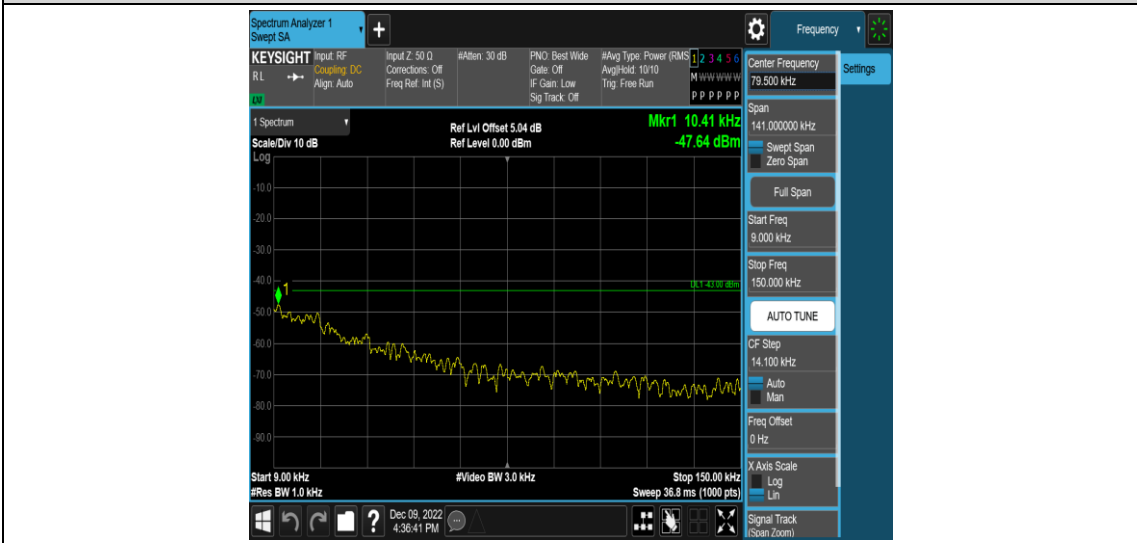 Spectrum Analyzer 1
Swept SA
+
Frequency
KEYSIGHT
RL
LXI
Input: RF
Coupling: DC
Align: Auto
Input Z: 50 Ω
Corrections: Off
Freq Ref: Int (S)
#Atten: 30 dB
PNO: Best Wide
Gate: Off
IF Gain: Low
Sig Track: Off
#Avg Type: Power (RMS
Avg|Hold: 10/10
Trig: Free Run
1 2 3 4 5 6
M W W W W W
P P P P P P
1 Spectrum
Scale/Div 10 dB
Log
Ref Lvl Offset 5.04 dB
Ref Level 0.00 dBm
Mkr1 10.41 kHz
-47.64 dBm
-10.0
-20.0
-30.0
-40.0
-50.0
-60.0
-70.0
-80.0
-90.0
1
DL1 -43.00 dBm
Start 9.00 kHz
#Res BW 1.0 kHz
#Video BW 3.0 kHz
Stop 150.00 kHz
Sweep 36.8 ms (1000 pts)
?
Dec 09, 2022
4:36:41 PM
Center Frequency
79.500 kHz
Settings
Span
141.000000 kHz
Swept Span
Zero Span
Full Span
Start Freq
9.000 kHz
Stop Freq
150.000 kHz
AUTO TUNE
CF Step
14.100 kHz
Auto
Man
Freq Offset
0 Hz
X Axis Scale
Log
Lin
Signal Track
(Span Zoom)